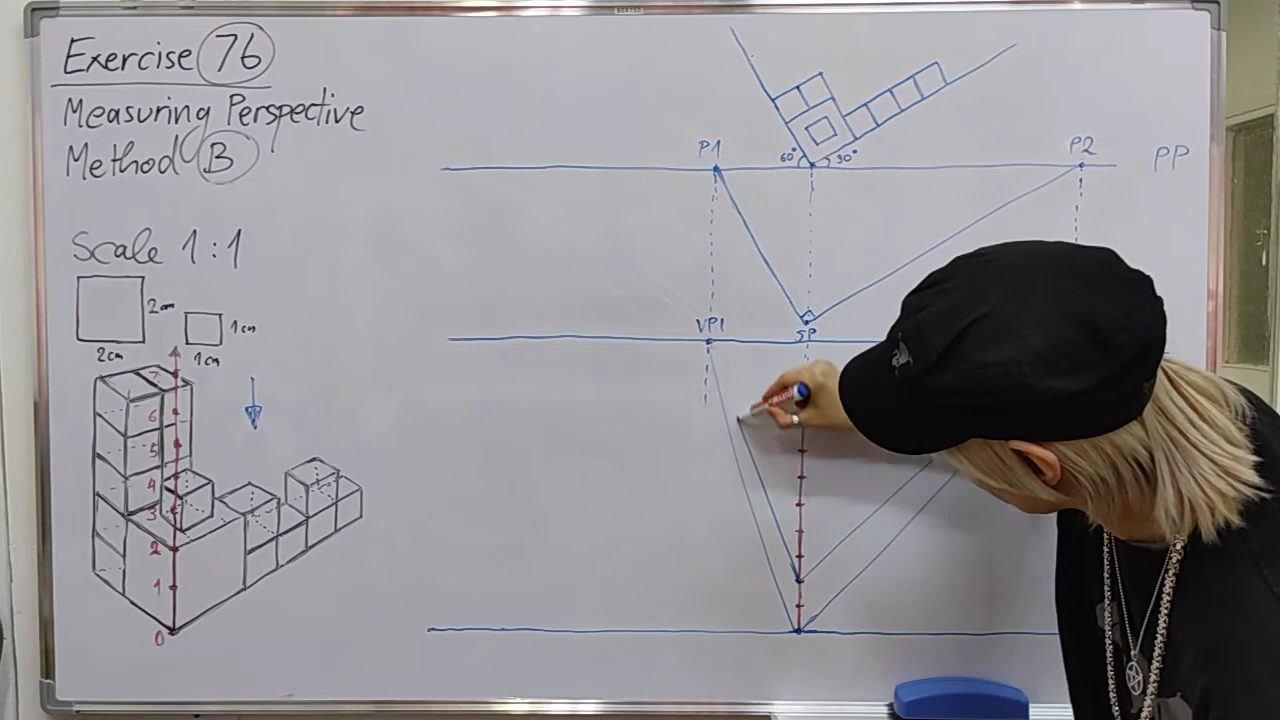 Exercise 76
Measuring Perspective
Method B
Scale 1:1
2cm
2cm
1cm
1cm
7
6
5
4
3
2
1
0
P1
60°
30°
P2
PP
VP1
SP